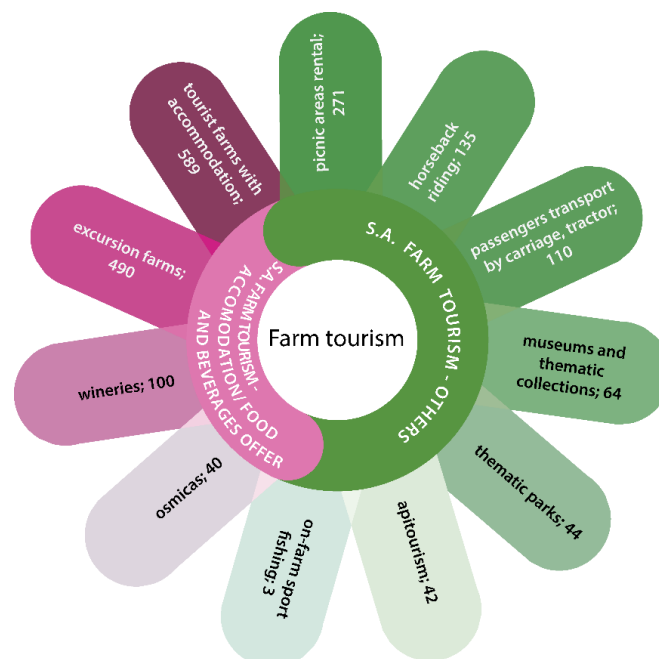 Farm tourism
S.A. FARM TOURISM - OTHERS
picnic areas rental;
271
horseback
riding; 135
passengers transport
by carriage, tractor;
110
museums and
thematic
collections; 64
thematic parks; 44
apitourism; 42
on-farm sport
fishing; 3
S.A. FARM TOURISM -
ACCOMODATION/ FOOD
AND BEVERAGES OFFER
osmicas; 40
wineries; 100
excursion farms;
490
tourist farms with
accommodation;
589